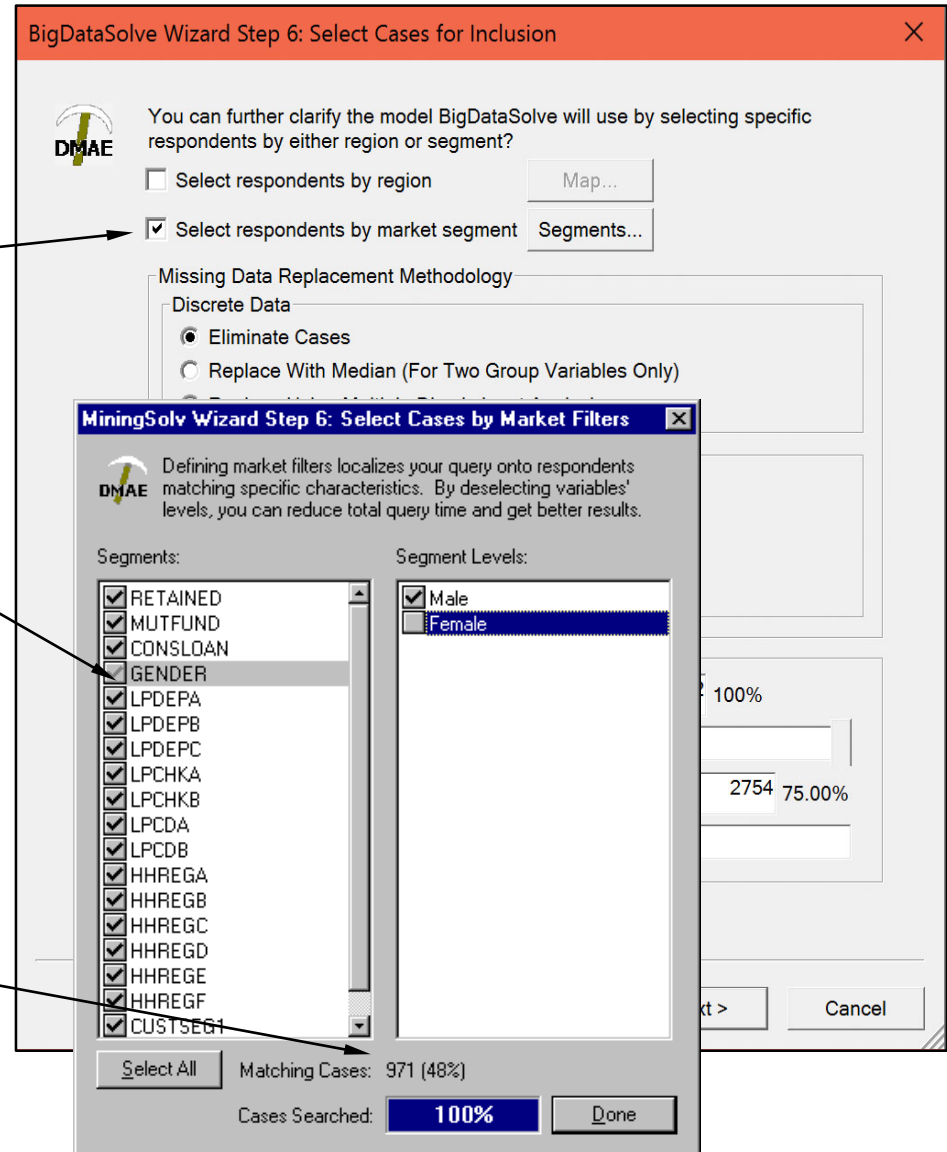 BigDataSolve Wizard Step 6: Select Cases for Inclusion
DMAE
You can further clarify the model BigDataSolve will use by selecting specific
respondents by either region or segment?
Select respondents by region
Map...
Select respondents by market segment
Segments...
Missing Data Replacement Methodology
Discrete Data
Eliminate Cases
Replace With Median (For Two Group Variables Only)
MiningSolv Wizard Step 6: Select Cases by Market Filters
DMAE
Defining market filters localizes your query onto respondents
matching specific characteristics. By deselecting variables'
levels, you can reduce total query time and get better results.
Segments:
RETAINED
MUTFUND
CONSLOAN
GENDER
LPDEPA
LPDEPB
LPDEPC
LPCHKA
LPCHKB
LPCDA
LPCDB
HHREGA
HHREGB
HHREGC
HHREGD
HHREGE
HHREGF
CUSTSEG1
Segment Levels:
Male
Female
100%
2754 75.00%
Select All
Matching Cases: 971 (48%)
Cases Searched: 100%
Done
xt >
Cancel